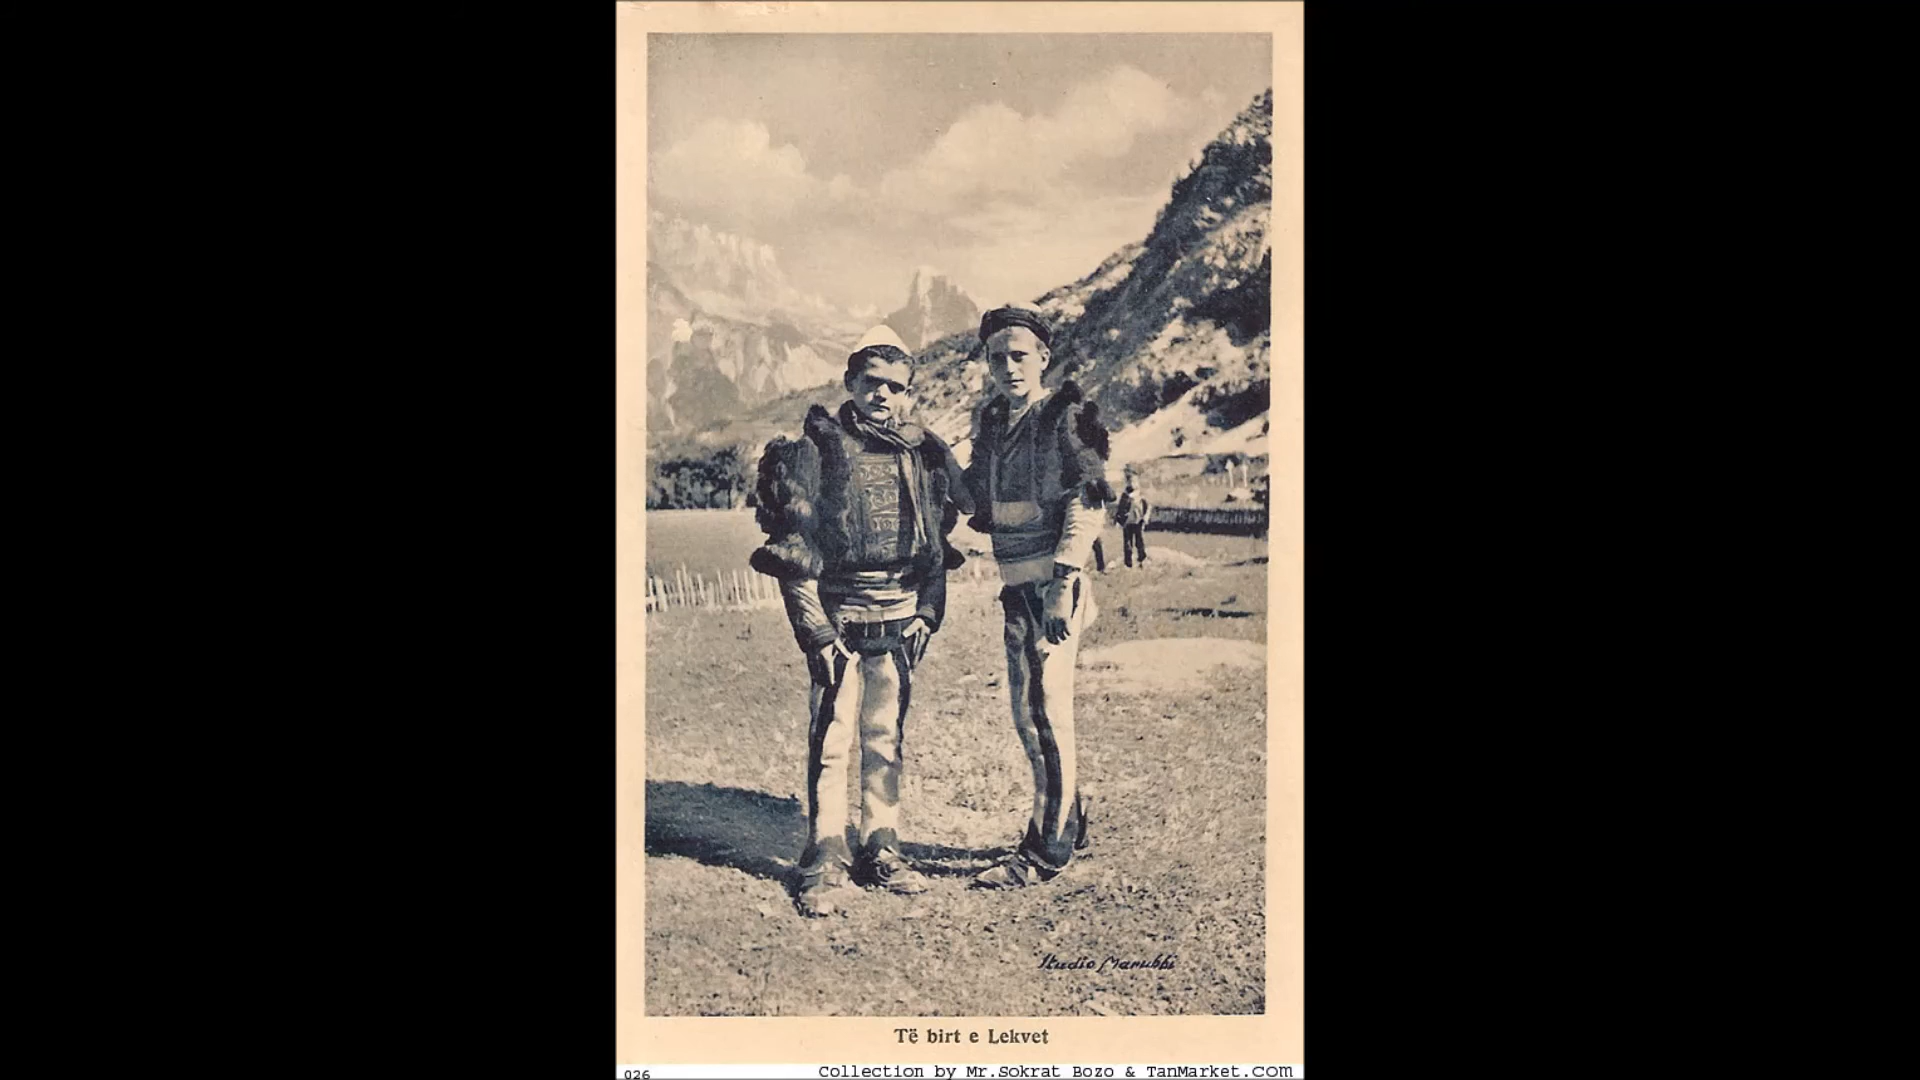 Studio Marubbi
Të birt e Lekvet
026
Collection by Mr.Sokrat Bozo & TanMarket.COM